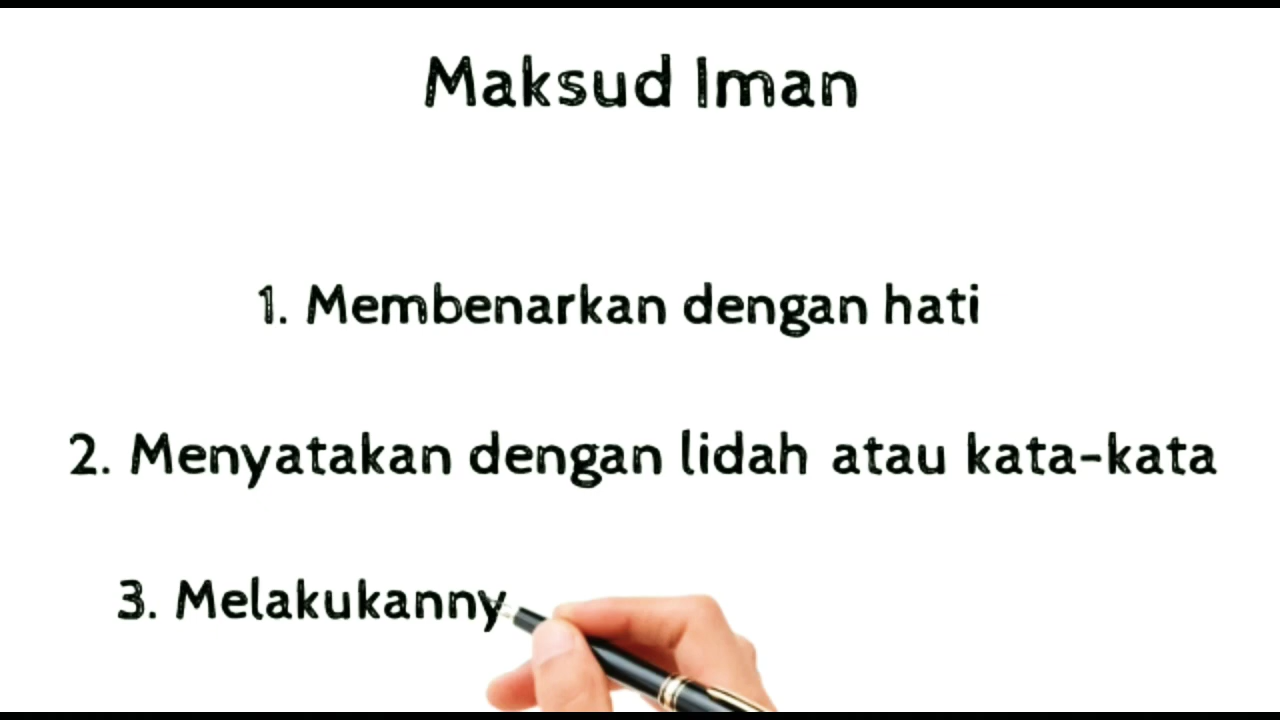 Maksud Iman
1. Membenarkan dengan hati
2. Menyatakan dengan lidah atau kata-kata
3. Melakukanny